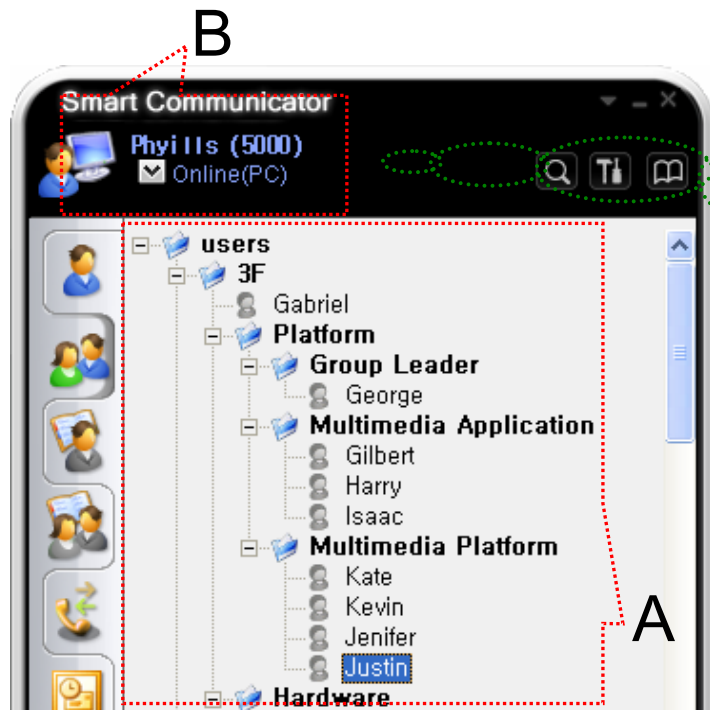 B
Smart Communicator
Phyills (5000)
Online(PC)
users
3F
Gabriel
Platform
Group Leader
George
Multimedia Application
Gilbert
Harry
Isaac
Multimedia Platform
Kate
Kevin
Jenifer
A
Justin
Hardware